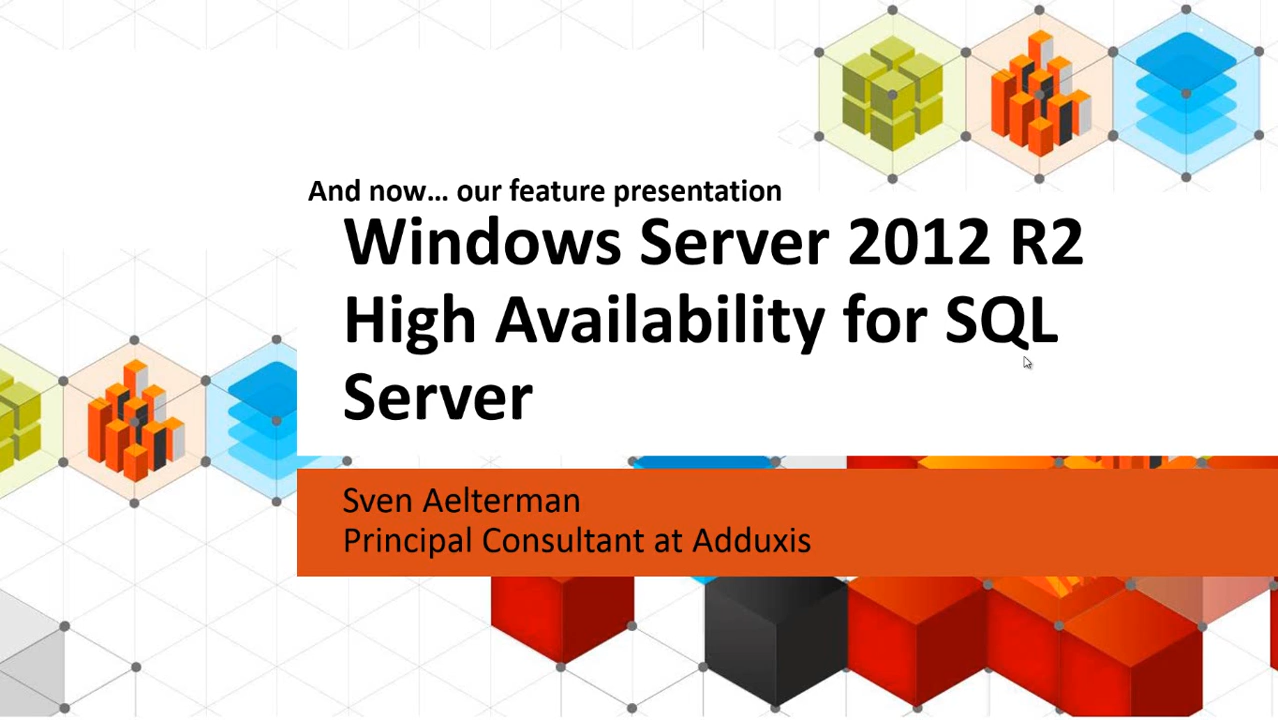 And now… our feature presentation
Windows Server 2012 R2
High Availability for SQL
Server
Sven Aelterman
Principal Consultant at Adduxis